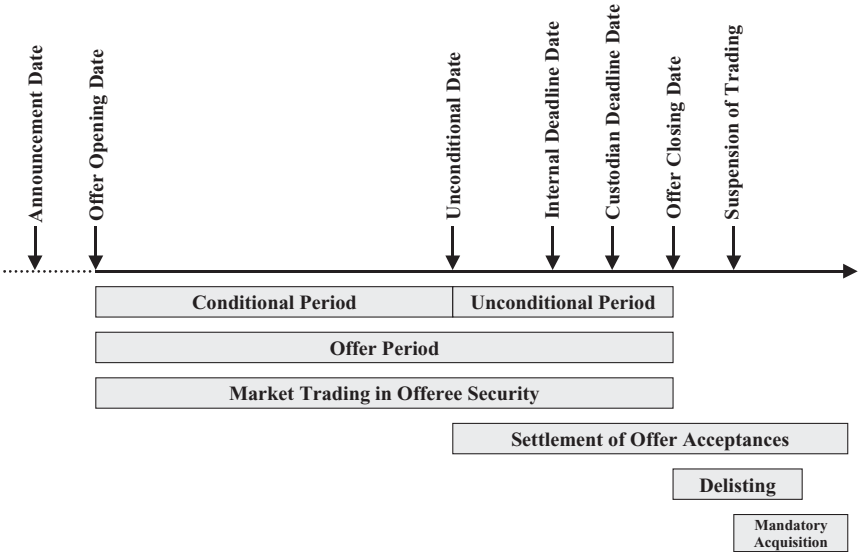 Announcement Date
Offer Opening Date
Unconditional Date
Internal Deadline Date
Custodian Deadline Date
Offer Closing Date
Suspension of Trading
Conditional Period
Unconditional Period
Offer Period
Market Trading in Offeree Security
Settlement of Offer Acceptances
Delisting
Mandatory
Acquisition